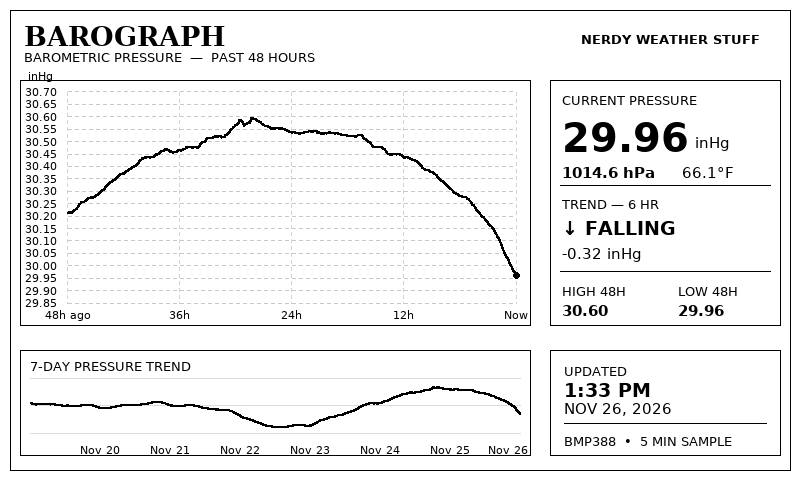 BAROGRAPH
BAROMETRIC PRESSURE — PAST 48 HOURS
NERDY WEATHER STUFF
inHg
30.70
30.65
30.60
30.55
30.50
30.45
30.40
30.35
30.30
30.25
30.20
30.15
30.10
30.05
30.00
29.95
29.90
29.85
48h ago 36h 24h 12h Now
CURRENT PRESSURE
29.96 inHg
1014.6 hPa 66.1°F
TREND — 6 HR
↓ FALLING
-0.32 inHg
HIGH 48H LOW 48H
30.60 29.96
7-DAY PRESSURE TREND
Nov 20 Nov 21 Nov 22 Nov 23 Nov 24 Nov 25 Nov 26
UPDATED
1:33 PM
NOV 26, 2026
BMP388 • 5 MIN SAMPLE